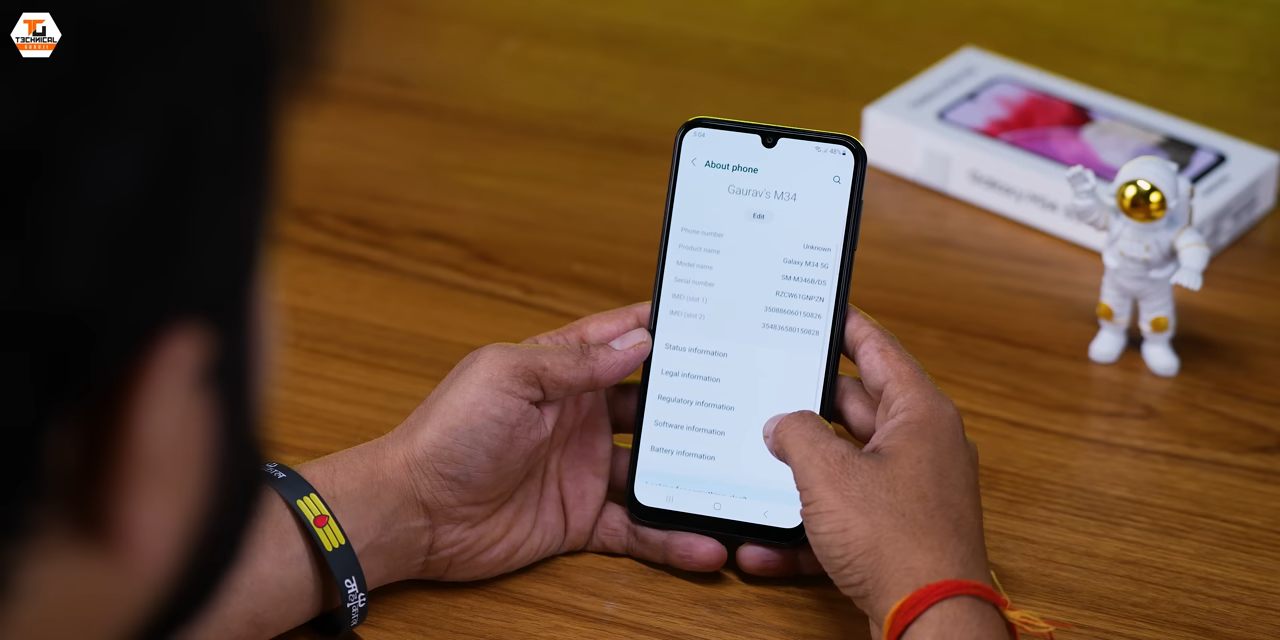 TG
TECHNICAL
GURUJI
5:04
48%
About phone
Gaurav's M34
Edit
Phone number Unknown
Product name Galaxy M34 5G
Model name SM-M346B/DS
Serial number RZCW61GNPZN
IMEI (slot 1) 350886060150826
IMEI (slot 2) 354836580150828
Status information
Legal information
Regulatory information
Software information
Battery information